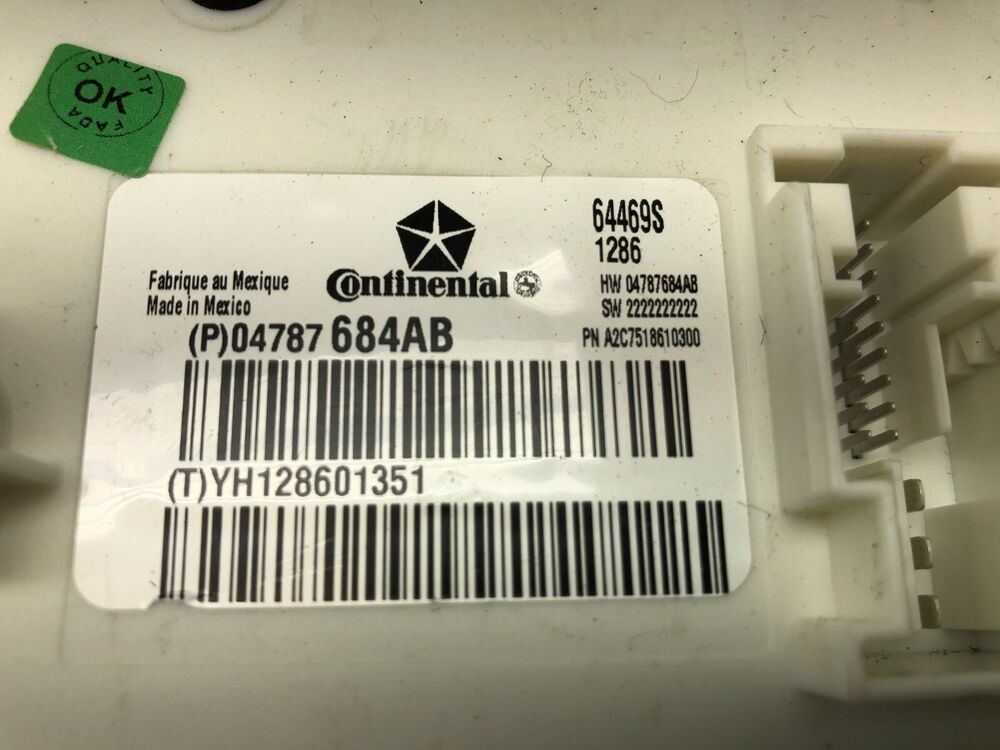 QUALITY
OK
EADA
64469S
1286
Continental
Fabrique au Mexique
Made in Mexico
HW 04787684AB
SW 2222222222
(P)04787 684AB
PN A2C7518610300
(T)YH128601351